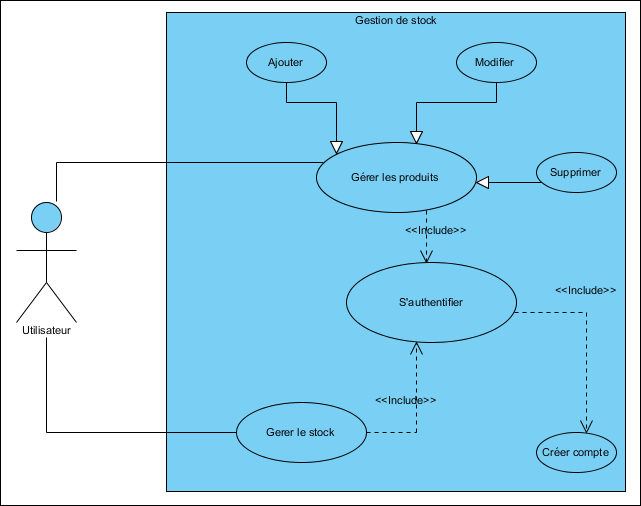 Gestion de stock
Ajouter
Modifier
Gérer les produits
Supprimer
<<Include>>
S'authentifier
<<Include>>
Utilisateur
<<Include>>
Gerer le stock
Créer compte